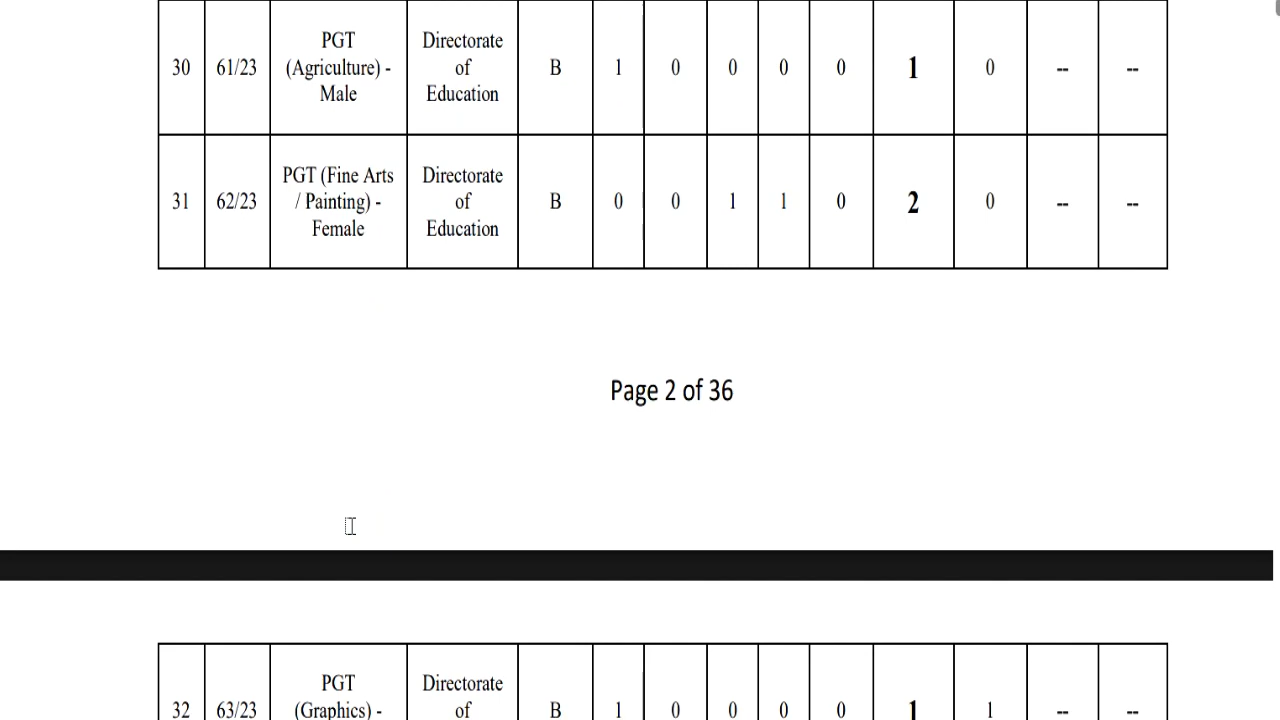 30 61/23 PGT (Agriculture) - Male Directorate of Education B 1 0 0 0 0 1 0 -- --
31 62/23 PGT (Fine Arts / Painting) - Female Directorate of Education B 0 0 1 1 0 2 0 -- --
Page 2 of 36
32 63/23 PGT (Graphics) - Directorate of B 1 0 0 0 0 1 1 -- --